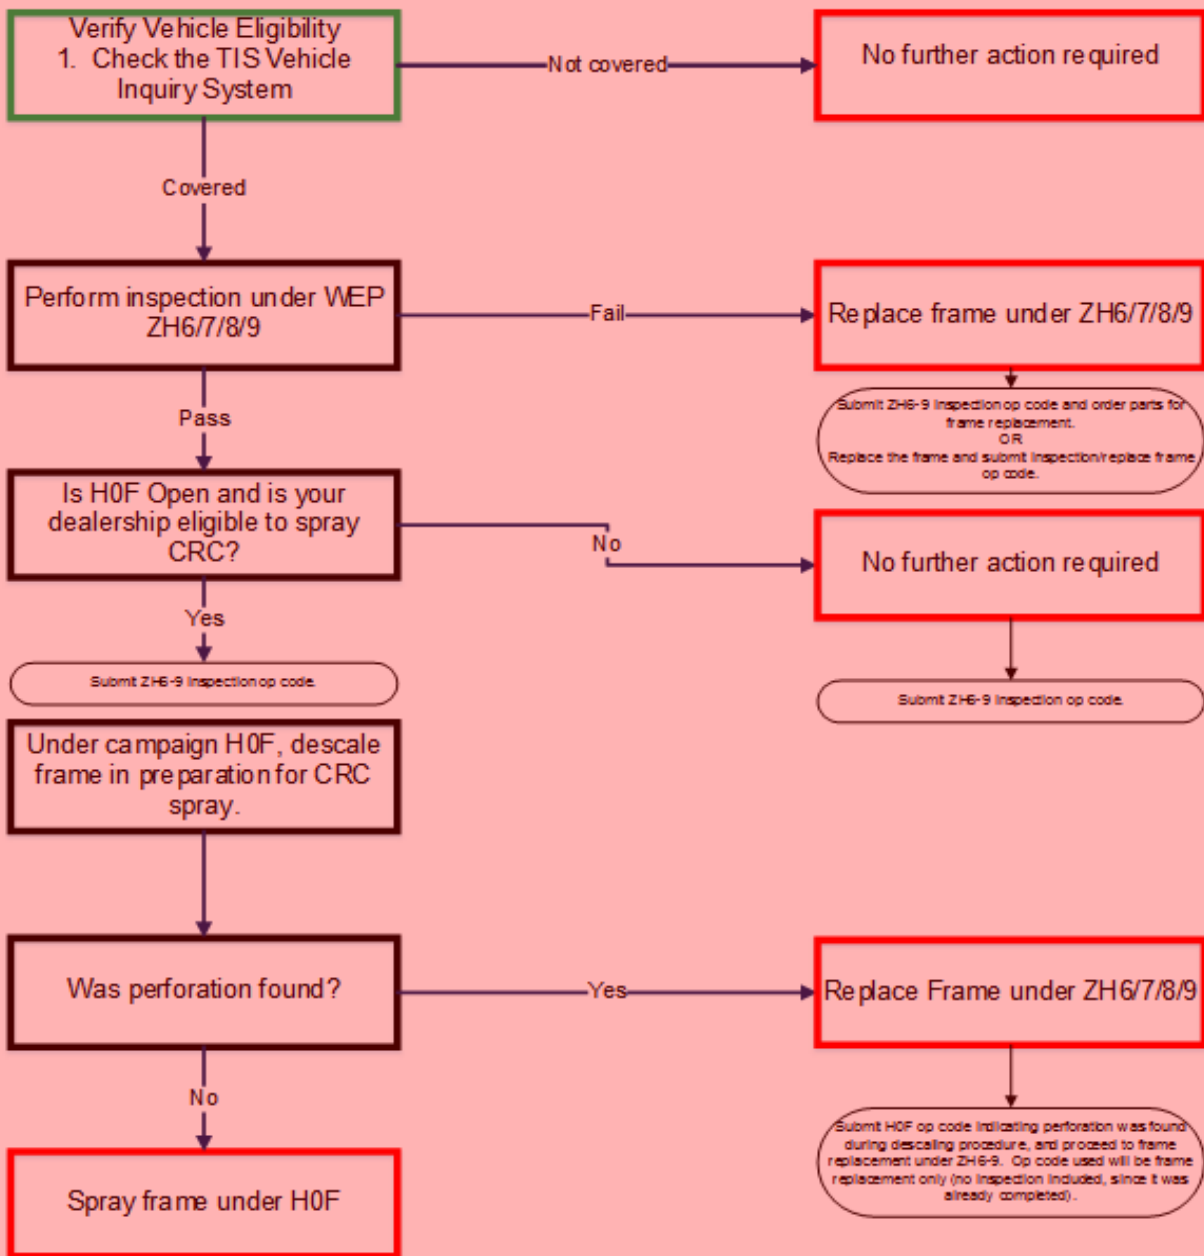 Verify Vehicle Eligibility
1. Check the TIS Vehicle
Inquiry System
Not covered
No further action required
Covered
Perform inspection under WEP
ZH6/7/8/9
Fail
Replace frame under ZH6/7/8/9
Submit ZH6-9 Inspection op code and order parts for
frame replacement.
OR
Replace the frame and submit Inspection/replace frame
op code.
Pass
Is H0F Open and is your
dealership eligible to spray
CRC?
No
No further action required
Yes
Submit ZH6-9 Inspection op code.
Submit ZH6-9 Inspection op code.
Under campaign H0F, descale
frame in preparation for CRC
spray.
Was perforation found?
Yes
Replace Frame under ZH6/7/8/9
No
Submit H0F op code indicating perforation was found
during descaling procedure, and proceed to frame
replacement under ZH6-9. Op code used will be frame
replacement only (no Inspection included, since it was
already completed).
Spray frame under H0F